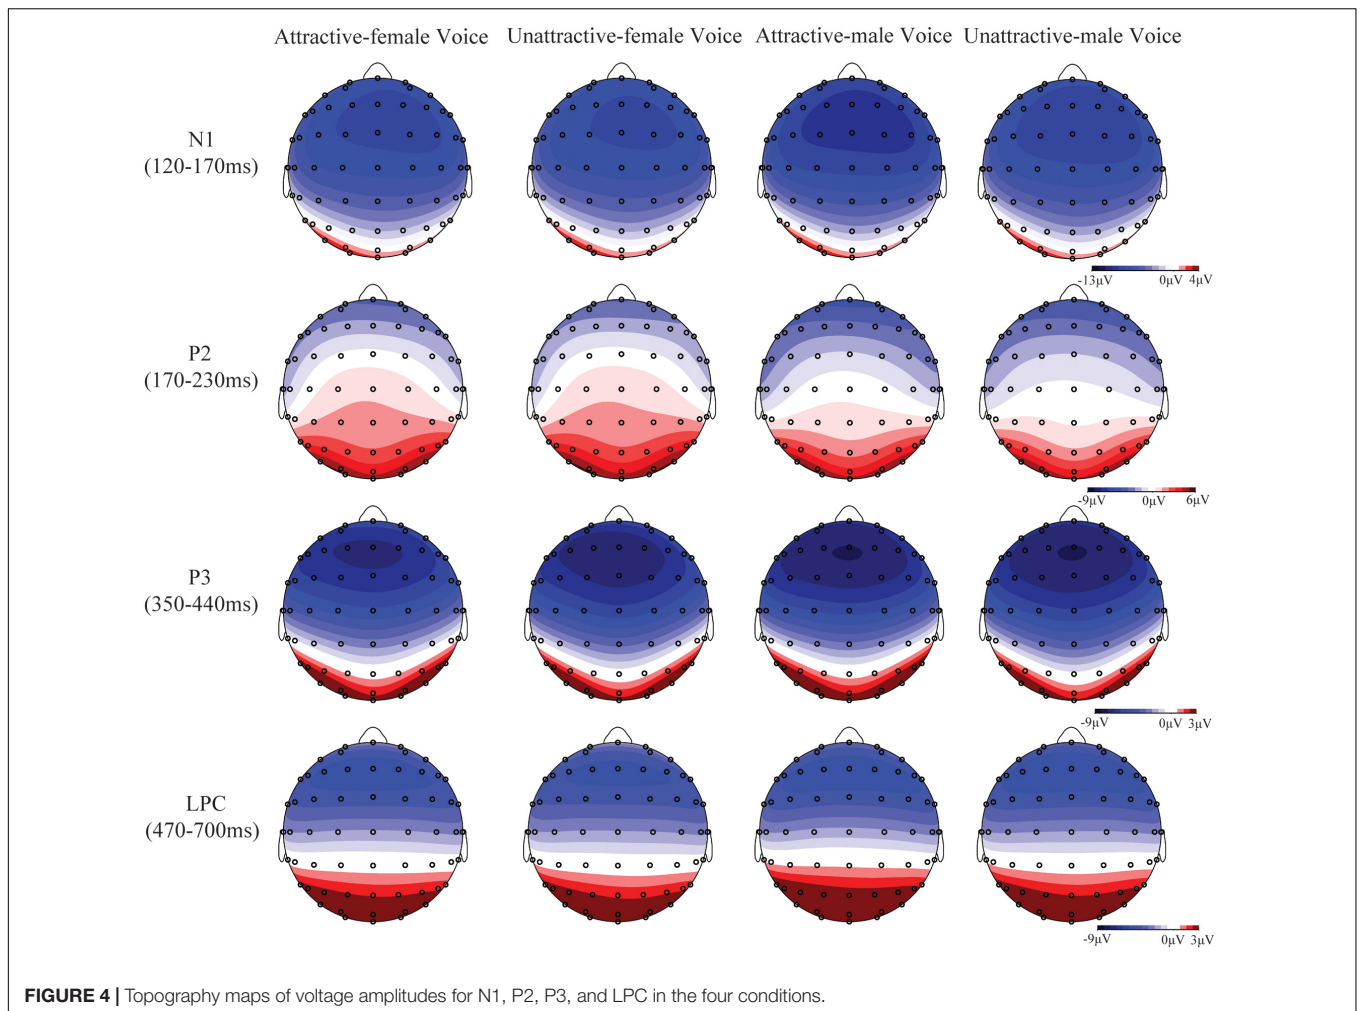 Attractive-female Voice Unattractive-female Voice Attractive-male Voice Unattractive-male Voice
N1
(120-170ms)
-13µV 0µV 4µV
P2
(170-230ms)
-9µV 0µV 6µV
P3
(350-440ms)
-9µV 0µV 3µV
LPC
(470-700ms)
-9µV 0µV 3µV
FIGURE 4 | Topography maps of voltage amplitudes for N1, P2, P3, and LPC in the four conditions.